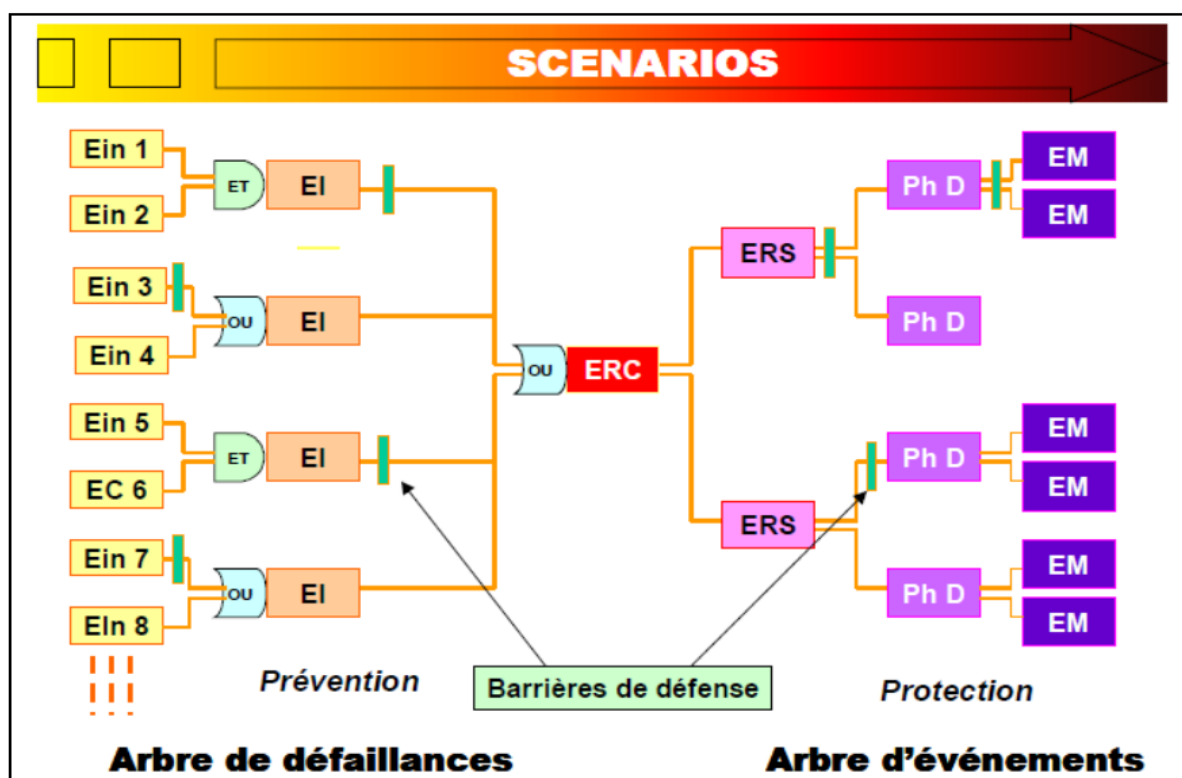 SCENARIOS
Ein 1
ET
EI
Ein 2
Ein 3
OU
EI
Ein 4
Ein 5
ET
EI
EC 6
Ein 7
OU
EI
EIn 8
OU
ERC
ERS
Ph D
EM
EM
Ph D
ERS
Ph D
EM
EM
Ph D
EM
EM
Prévention
Barrières de défense
Protection
Arbre de défaillances
Arbre d’événements